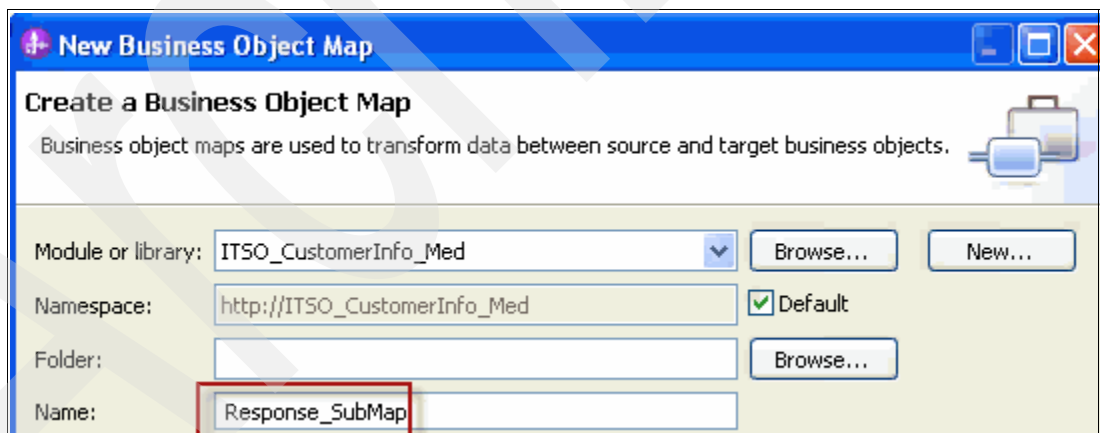 New Business Object Map
Create a Business Object Map
Business object maps are used to transform data between source and target business objects.
Module or library: ITSO_CustomerInfo_Med Browse... New...
Namespace: http://ITSO_CustomerInfo_Med Default
Folder: Browse...
Name: Response_SubMap